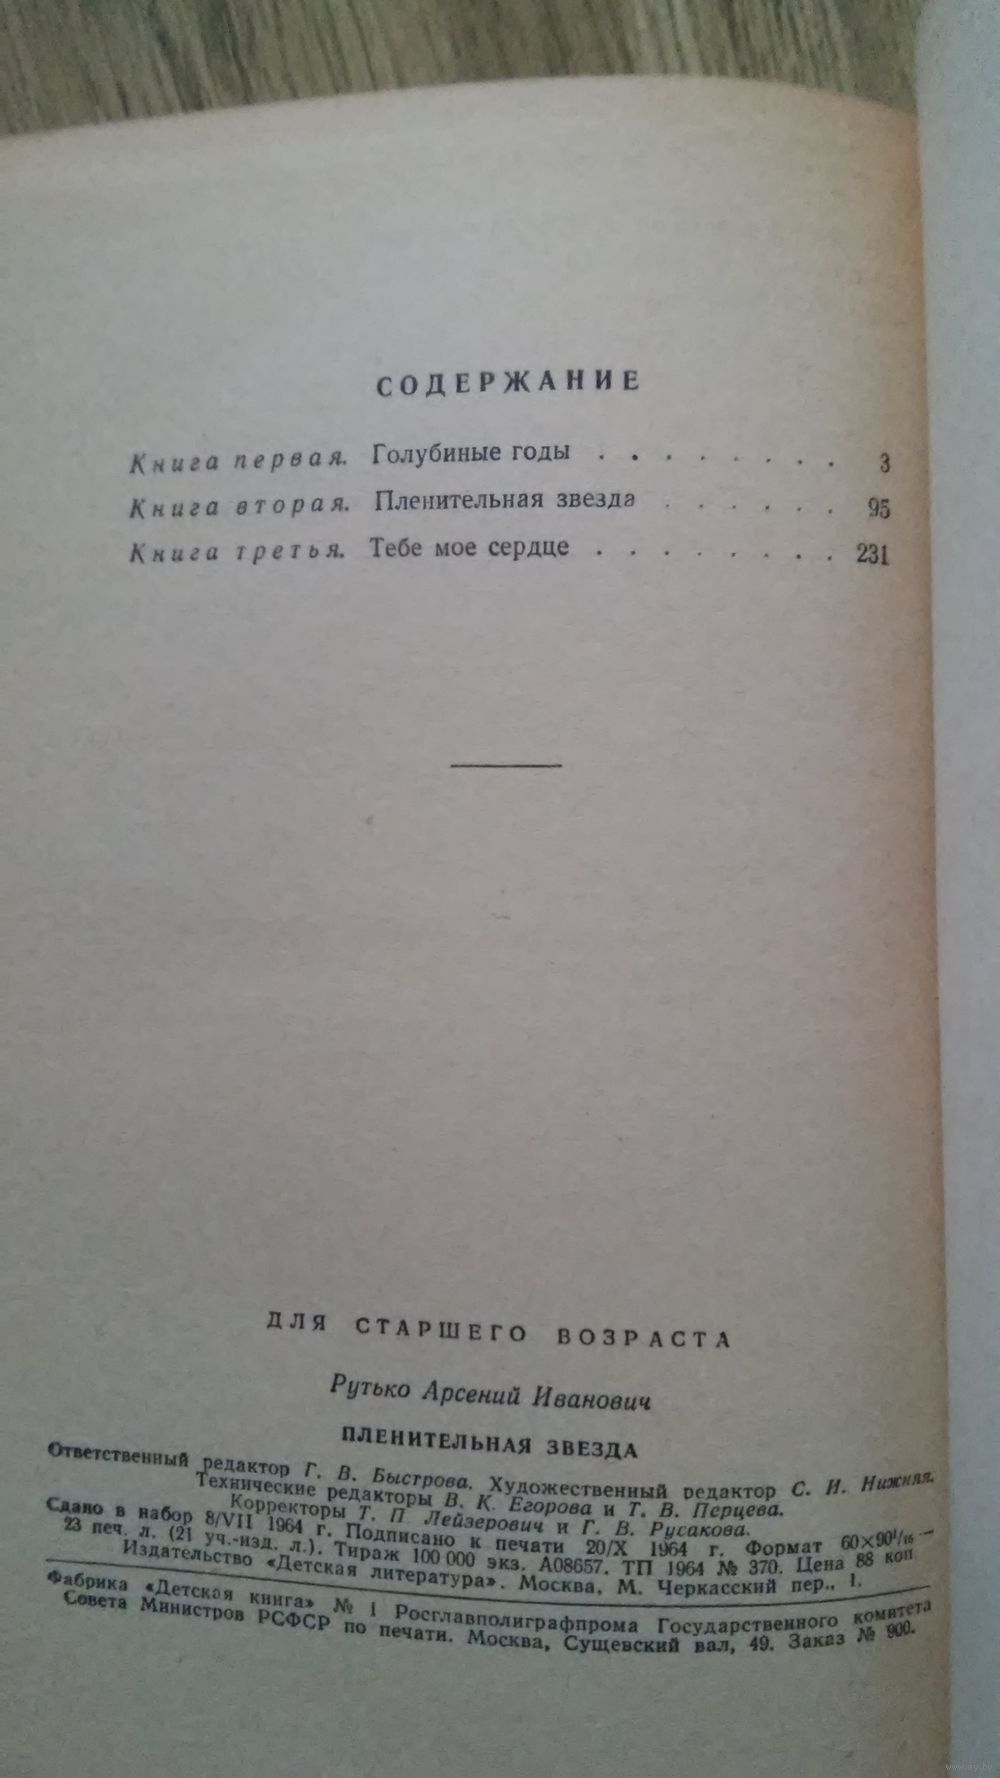 СОДЕРЖАНИЕ
Книга первая. Голубиные годы . . . . . . . . 3
Книга вторая. Пленительная звезда . . . . . . 95
Книга третья. Тебе мое сердце . . . . . . . . 231
ДЛЯ СТАРШЕГО ВОЗРАСТА
Рутько Арсений Иванович
ПЛЕНИТЕЛЬНАЯ ЗВЕЗДА
Ответственный редактор Г. В. Быстрова. Художественный редактор С. И. Нижняя.
Технические редакторы В. К. Егорова и Т. В. Перцева.
Корректоры Т. П. Лейзерович и Г. В. Русакова.
Сдано в набор 8/VII 1964 г. Подписано к печати 20/X 1964 г. Формат 60×90¹/₁₆ —
23 печ. л. (21 уч.-изд. л.). Тираж 100 000 экз. А08657. ТП 1964 № 370. Цена 88 коп.
Издательство «Детская литература». Москва, М. Черкасский пер., 1.
Фабрика «Детская книга» № 1 Росглавполиграфпрома Государственного комитета
Совета Министров РСФСР по печати. Москва, Сущевский вал, 49. Заказ № 900.